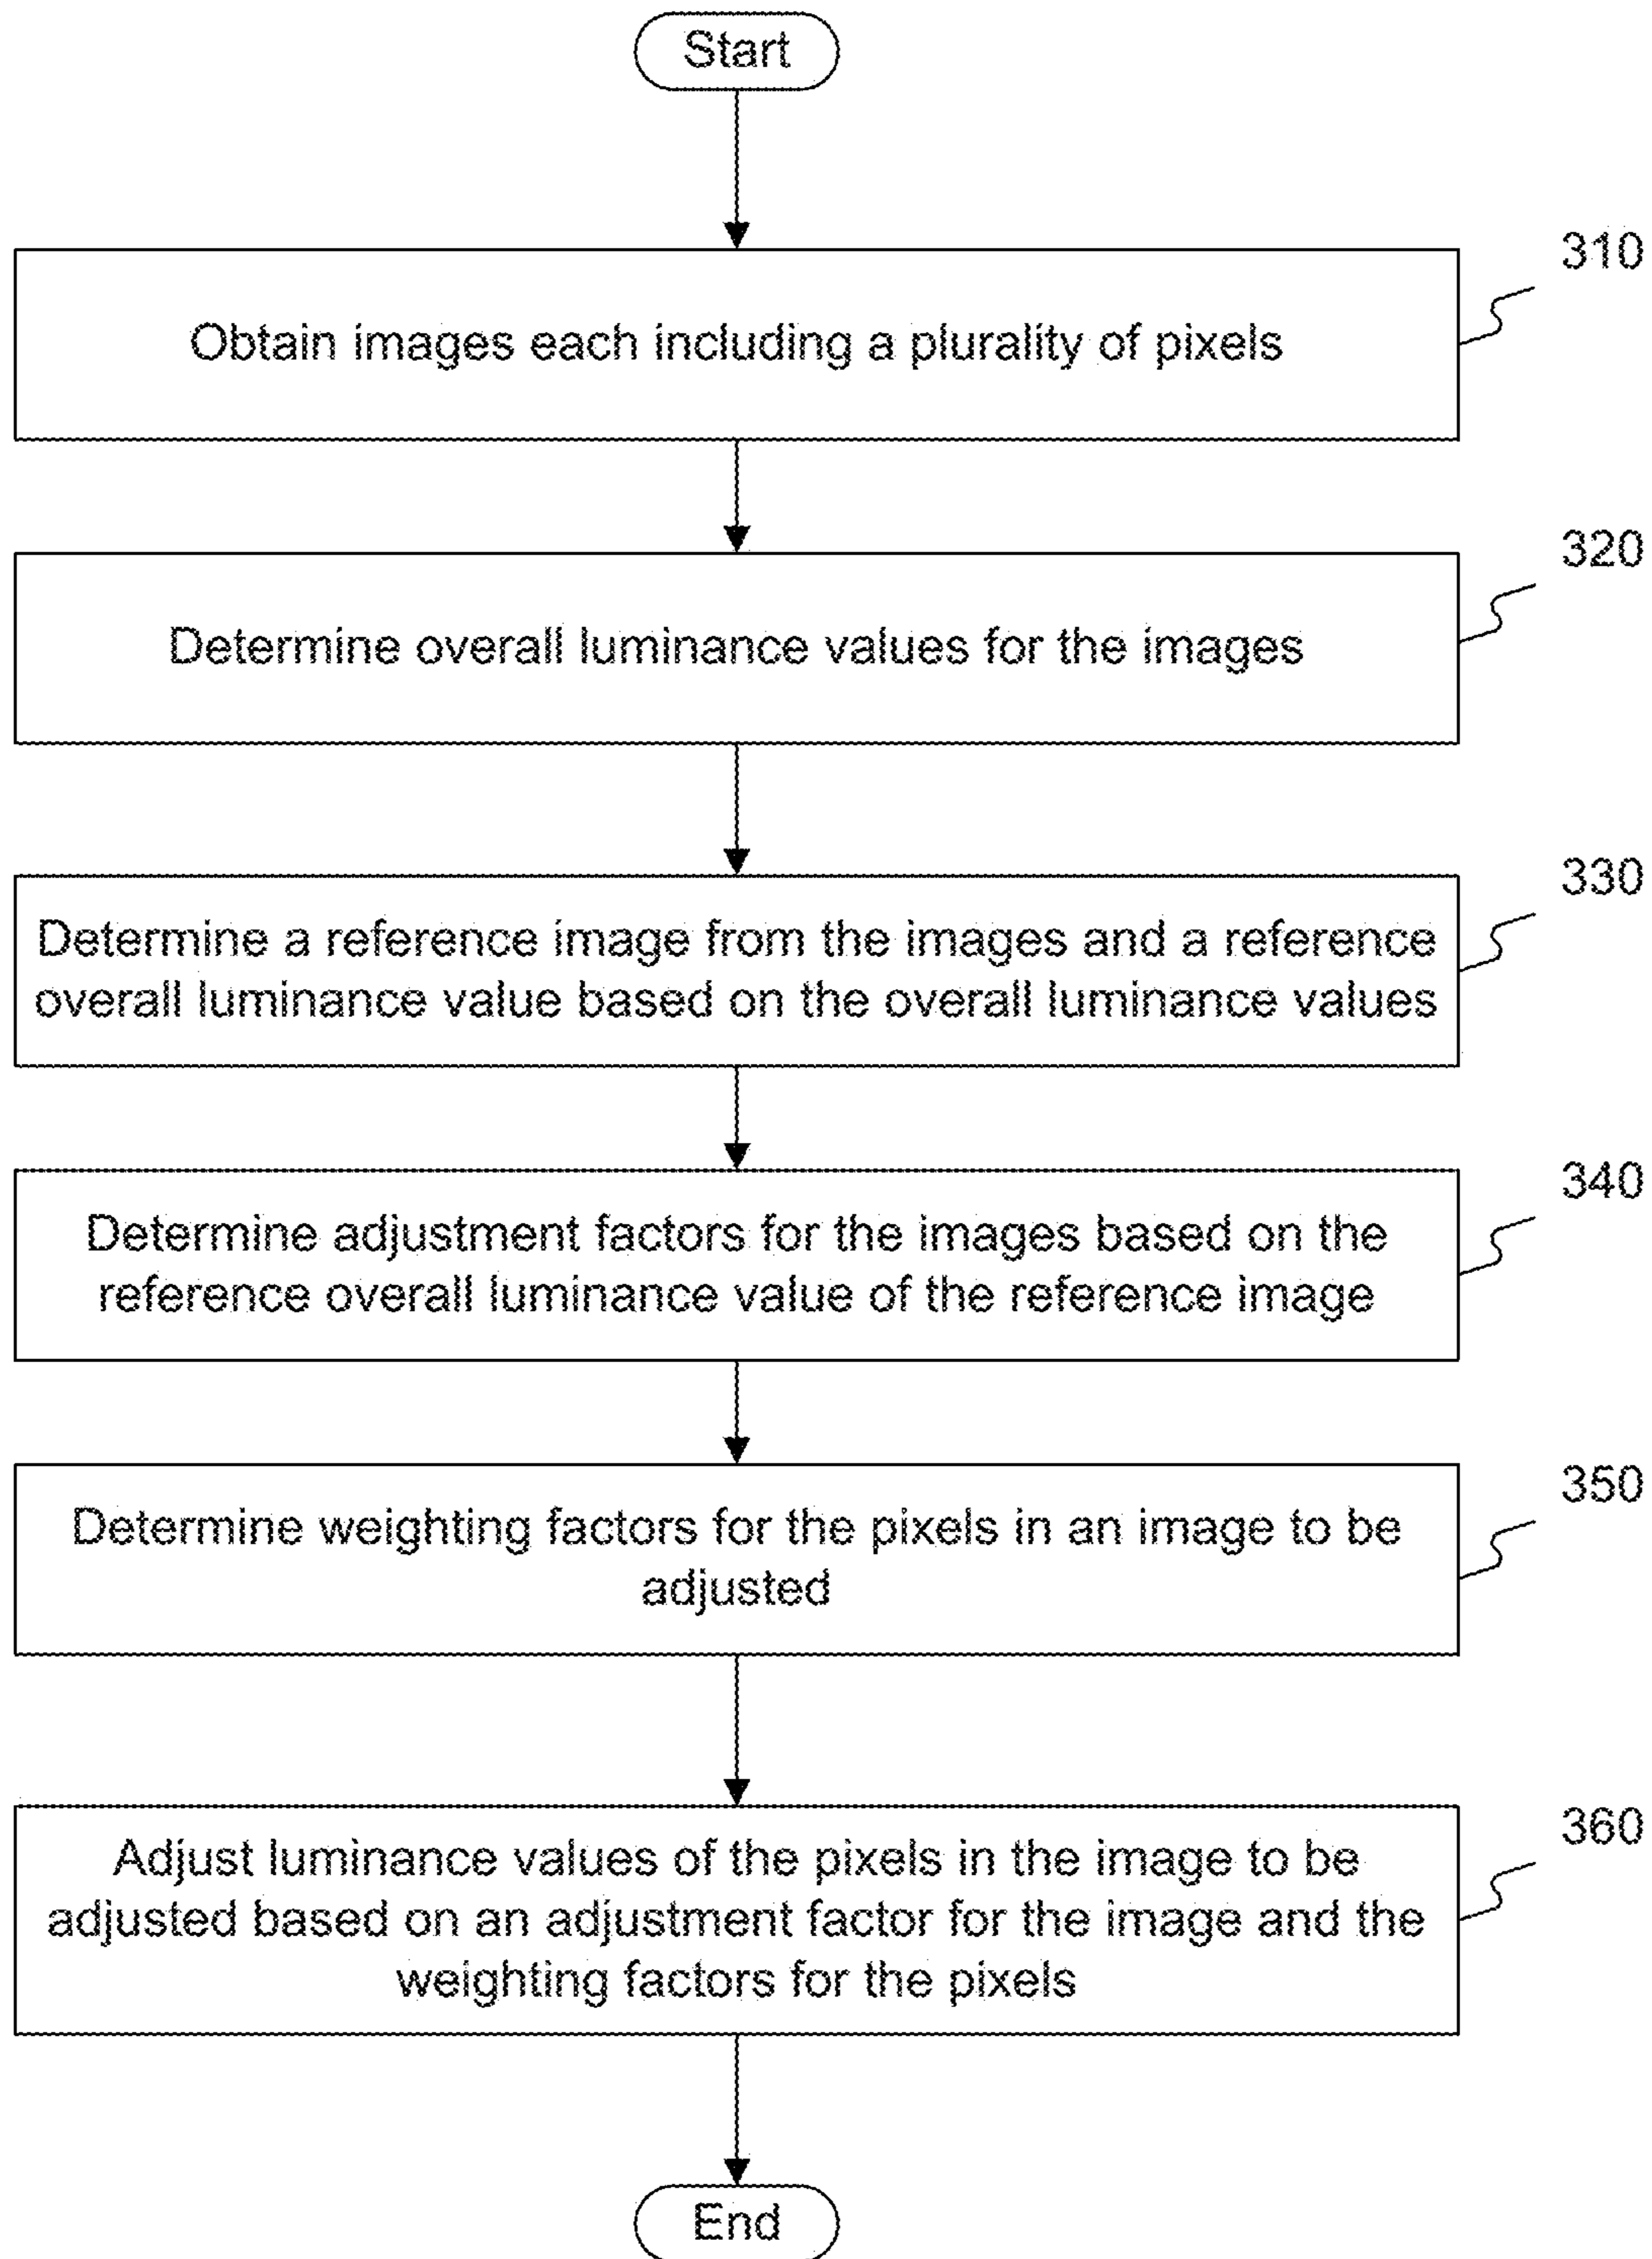 Start
310
Obtain images each including a plurality of pixels
320
Determine overall luminance values for the images
330
Determine a reference image from the images and a reference
overall luminance value based on the overall luminance values
340
Determine adjustment factors for the images based on the
reference overall luminance value of the reference image
350
Determine weighting factors for the pixels in an image to be
adjusted
360
Adjust luminance values of the pixels in the image to be
adjusted based on an adjustment factor for the image and the
weighting factors for the pixels
End